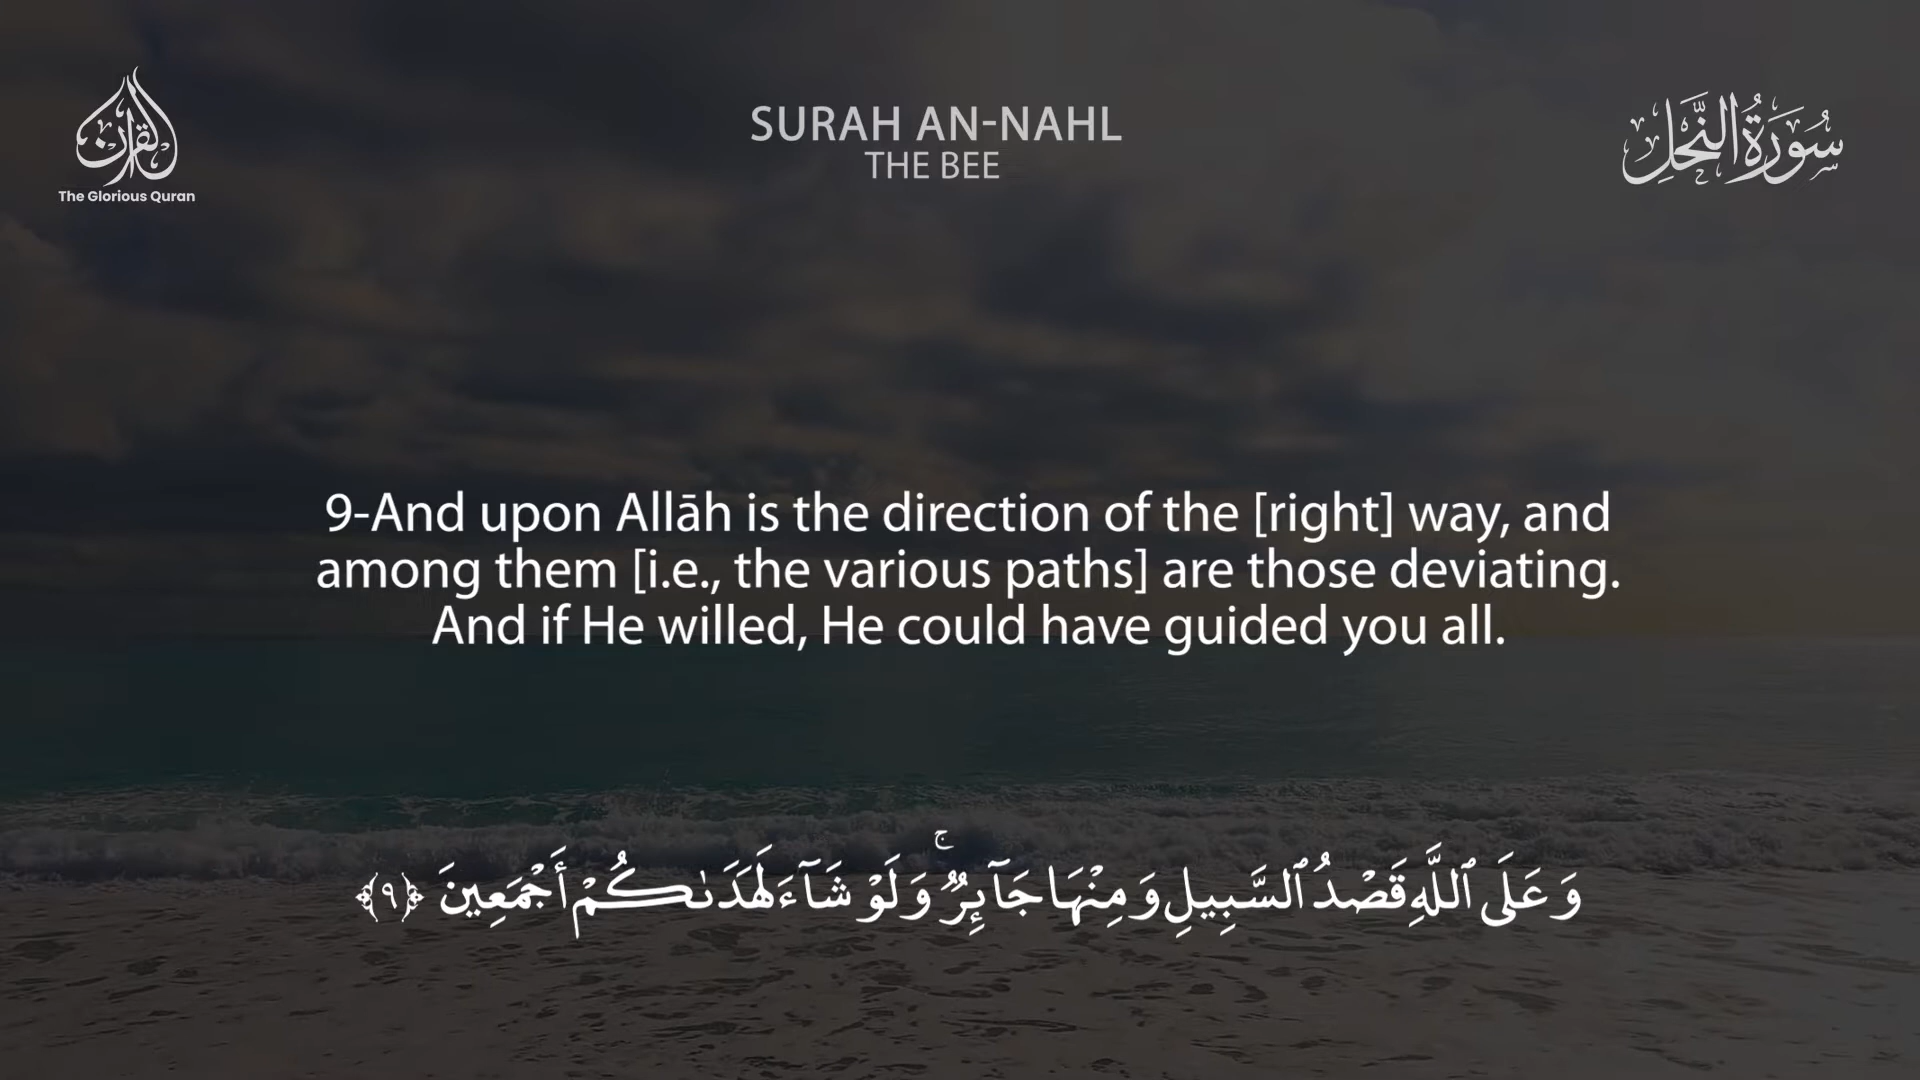 القرآن
The Glorious Quran
SURAH AN-NAHL
THE BEE
سُورَةُ النَّحْلِ
9-And upon Allāh is the direction of the [right] way, and
among them [i.e., the various paths] are those deviating.
And if He willed, He could have guided you all.
وَعَلَى ٱللَّهِ قَصْدُ ٱلسَّبِيلِ وَمِنْهَا جَآئِرٌۭ ۚ وَلَوْ شَآءَ لَهَدَىٰكُمْ أَجْمَعِينَ ﴿٩﴾